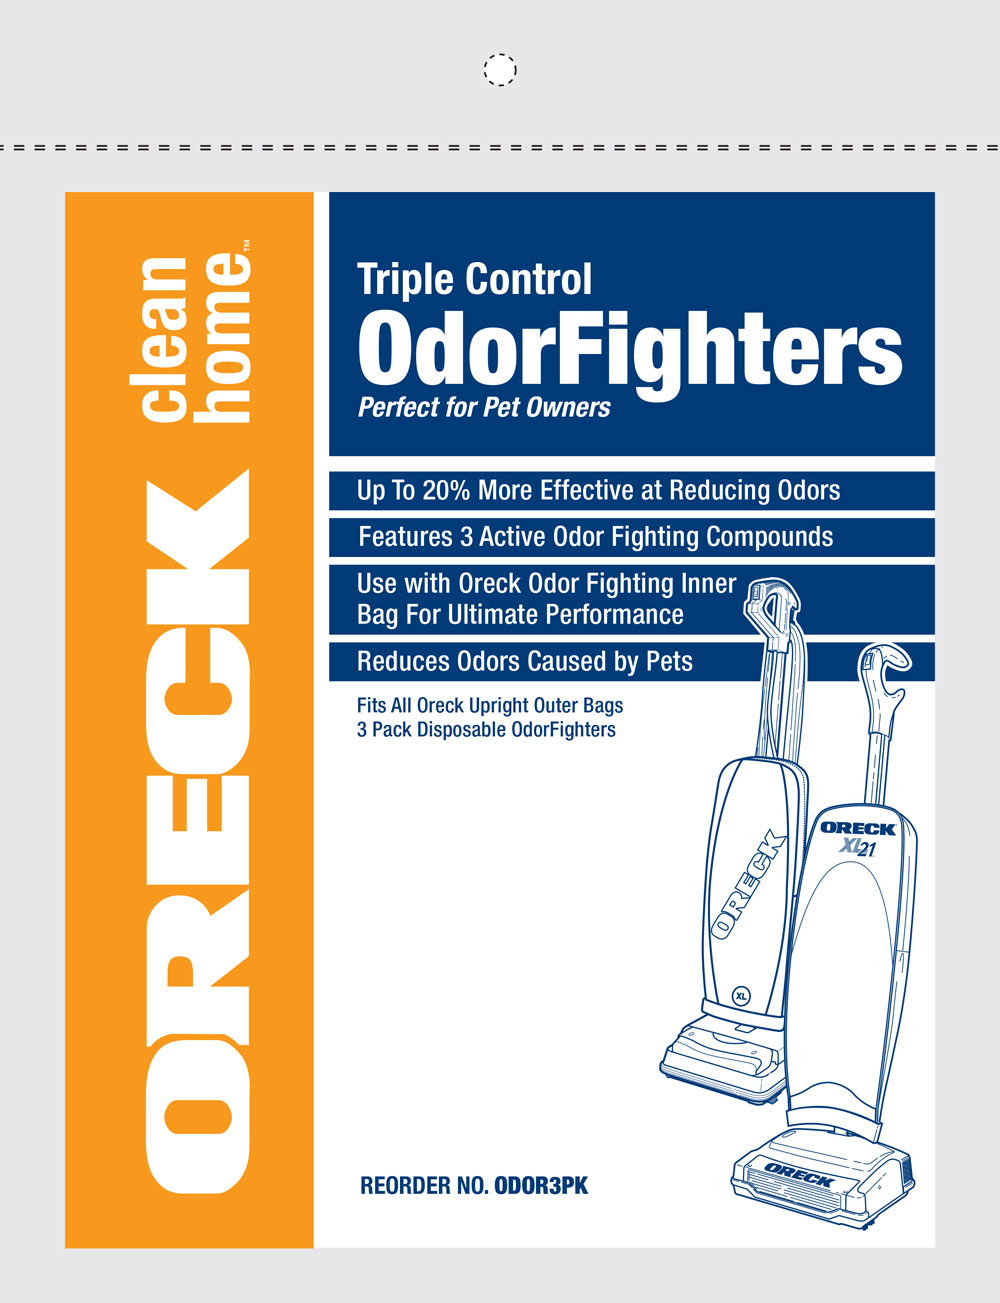 ORECK clean
home™
Triple Control
OdorFighters
Perfect for Pet Owners
Up To 20% More Effective at Reducing Odors
Features 3 Active Odor Fighting Compounds
Use with Oreck Odor Fighting Inner
Bag For Ultimate Performance
Reduces Odors Caused by Pets
Fits All Oreck Upright Outer Bags
3 Pack Disposable OdorFighters
ORECK
XL21
ORECK
XL
ORECK
REORDER NO. ODOR3PK